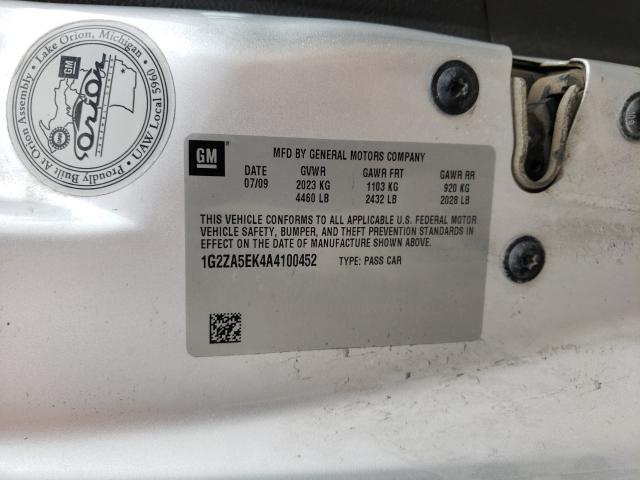 Built At Orion Assembly • Lake Orion, Michigan •
UAW Local 5960
Proudly
GM
Orion
GM
MFD BY GENERAL MOTORS COMPANY
DATE GVWR GAWR FRT GAWR RR
07/09 2023 KG 1103 KG 920 KG
4460 LB 2432 LB 2028 LB
THIS VEHICLE CONFORMS TO ALL APPLICABLE U.S. FEDERAL MOTOR
VEHICLE SAFETY, BUMPER, AND THEFT PREVENTION STANDARDS
IN EFFECT ON THE DATE OF MANUFACTURE SHOWN ABOVE.
1G2ZA5EK4A4100452 TYPE: PASS CAR